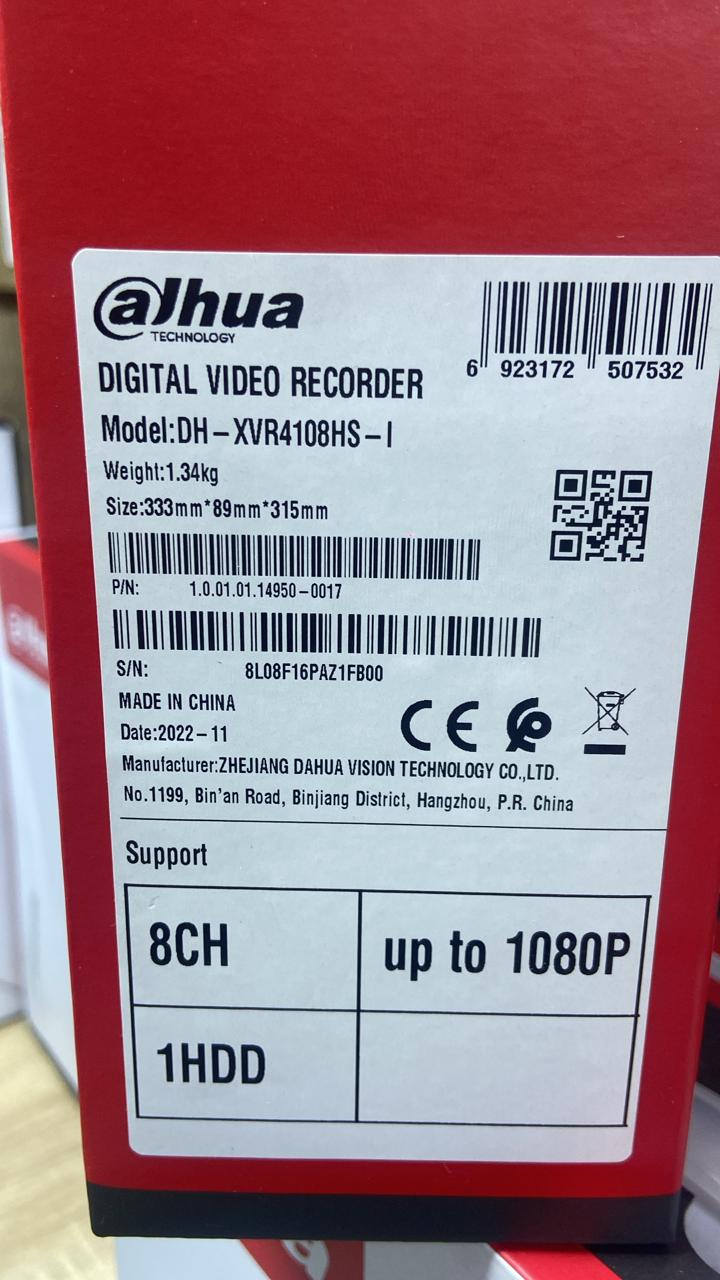 alhua
TECHNOLOGY
6 923172 507532
DIGITAL VIDEO RECORDER
Model:DH-XVR4108HS-I
Weight:1.34kg
Size:333mm*89mm*315mm
P/N: 1.0.01.01.14950-0017
S/N: 8L08F16PAZ1FB00
MADE IN CHINA
Date:2022-11
CE
Manufacturer:ZHEJIANG DAHUA VISION TECHNOLOGY CO.,LTD.
No.1199, Bin'an Road, Binjiang District, Hangzhou, P.R. China
Support
8CH up to 1080P
1HDD